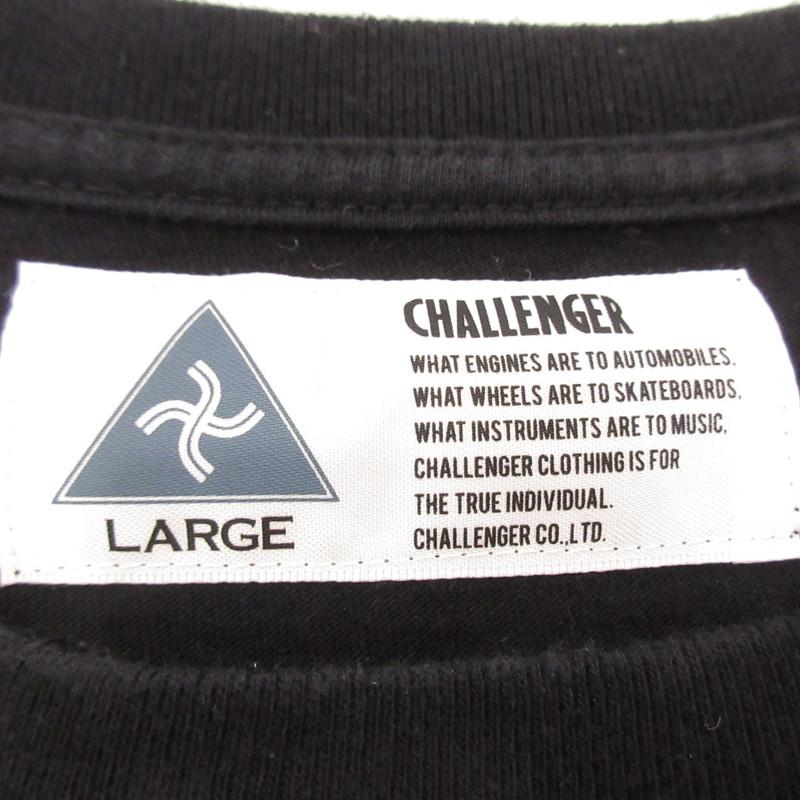 LARGE
CHALLENGER
WHAT ENGINES ARE TO AUTOMOBILES,
WHAT WHEELS ARE TO SKATEBOARDS,
WHAT INSTRUMENTS ARE TO MUSIC,
CHALLENGER CLOTHING IS FOR
THE TRUE INDIVIDUAL.
CHALLENGER CO.,LTD.